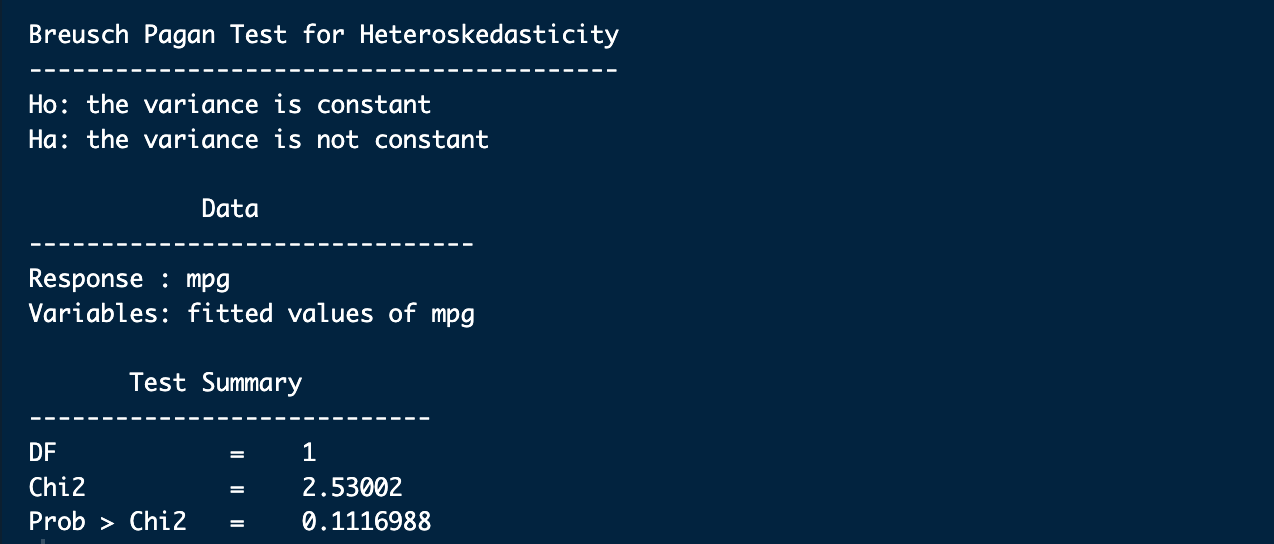 Breusch Pagan Test for Heteroskedasticity
-----------------------------------------
Ho: the variance is constant
Ha: the variance is not constant
Data
-------------------------------
Response : mpg
Variables: fitted values of mpg
Test Summary
----------------------------
DF = 1
Chi2 = 2.53002
Prob > Chi2 = 0.1116988